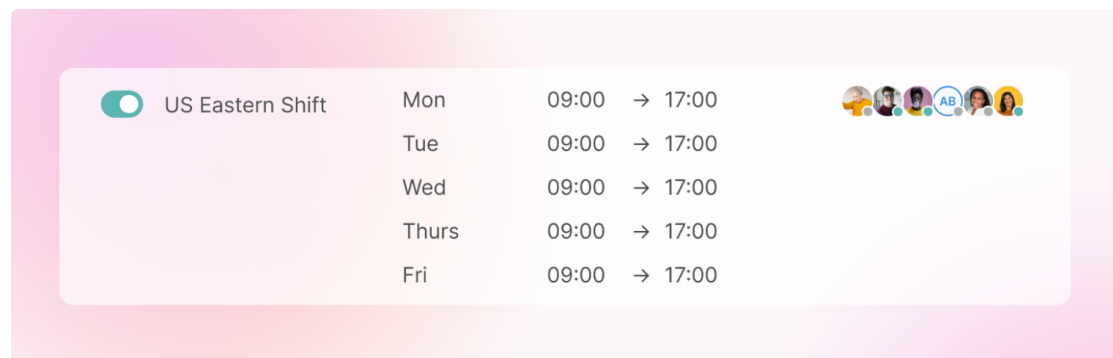 US Eastern Shift Mon 09:00 → 17:00 AB
Tue 09:00 → 17:00
Wed 09:00 → 17:00
Thurs 09:00 → 17:00
Fri 09:00 → 17:00